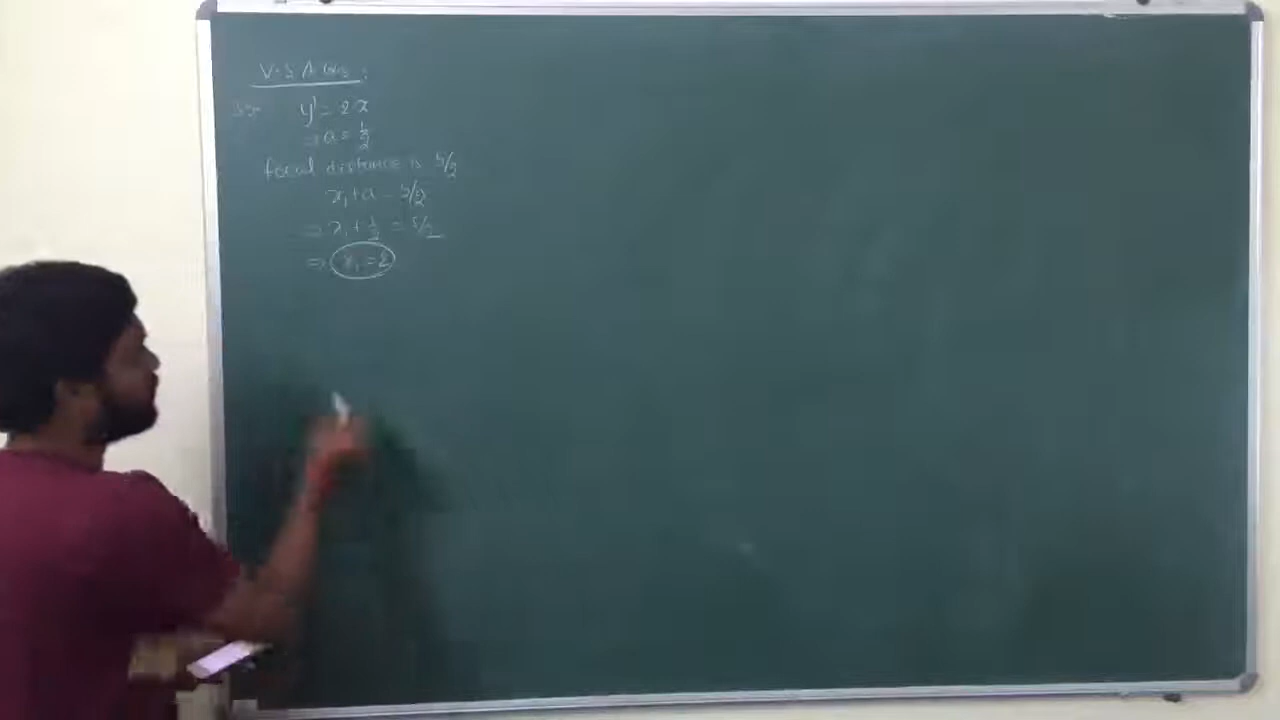 V.S.A Qus :
y² = 2x
⇒ a = 1/2
focal distance is 5/2
x₁ + a = 5/2
⇒ x₁ + 1/2 = 5/2
⇒ x₁ = 2